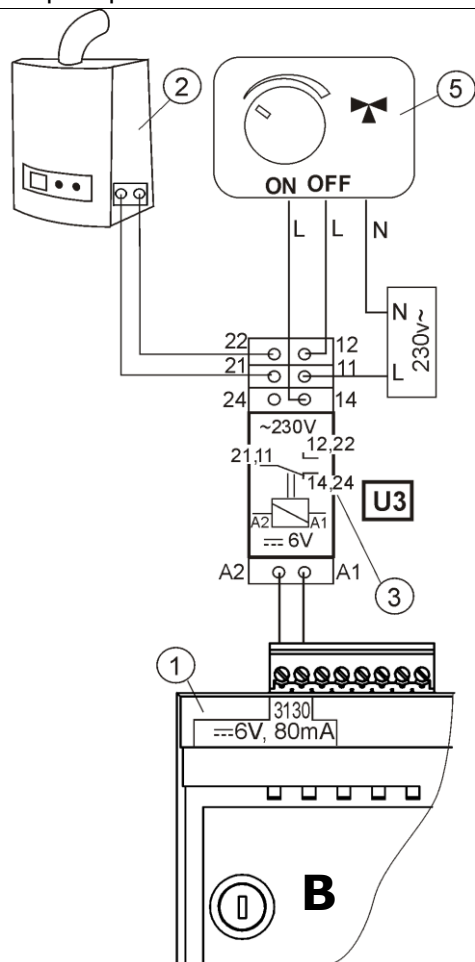 2
5
ON OFF
L L N
N
L
230v~
22 12
21 11
24 14
~230V
12,22
21,11
14,24
U3
A2 A1
⎓ 6V
A2 A1
3
1
3130
⎓6V, 80mA
B